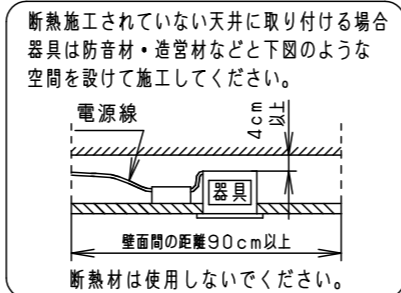 断熱施工されていない天井に取り付ける場合
器具は防音材・造営材などと下図のような
空間を設けて施工してください。
電源線
4cm
以上
器具
壁面間の距離90cm以上
断熱材は使用しないでください。